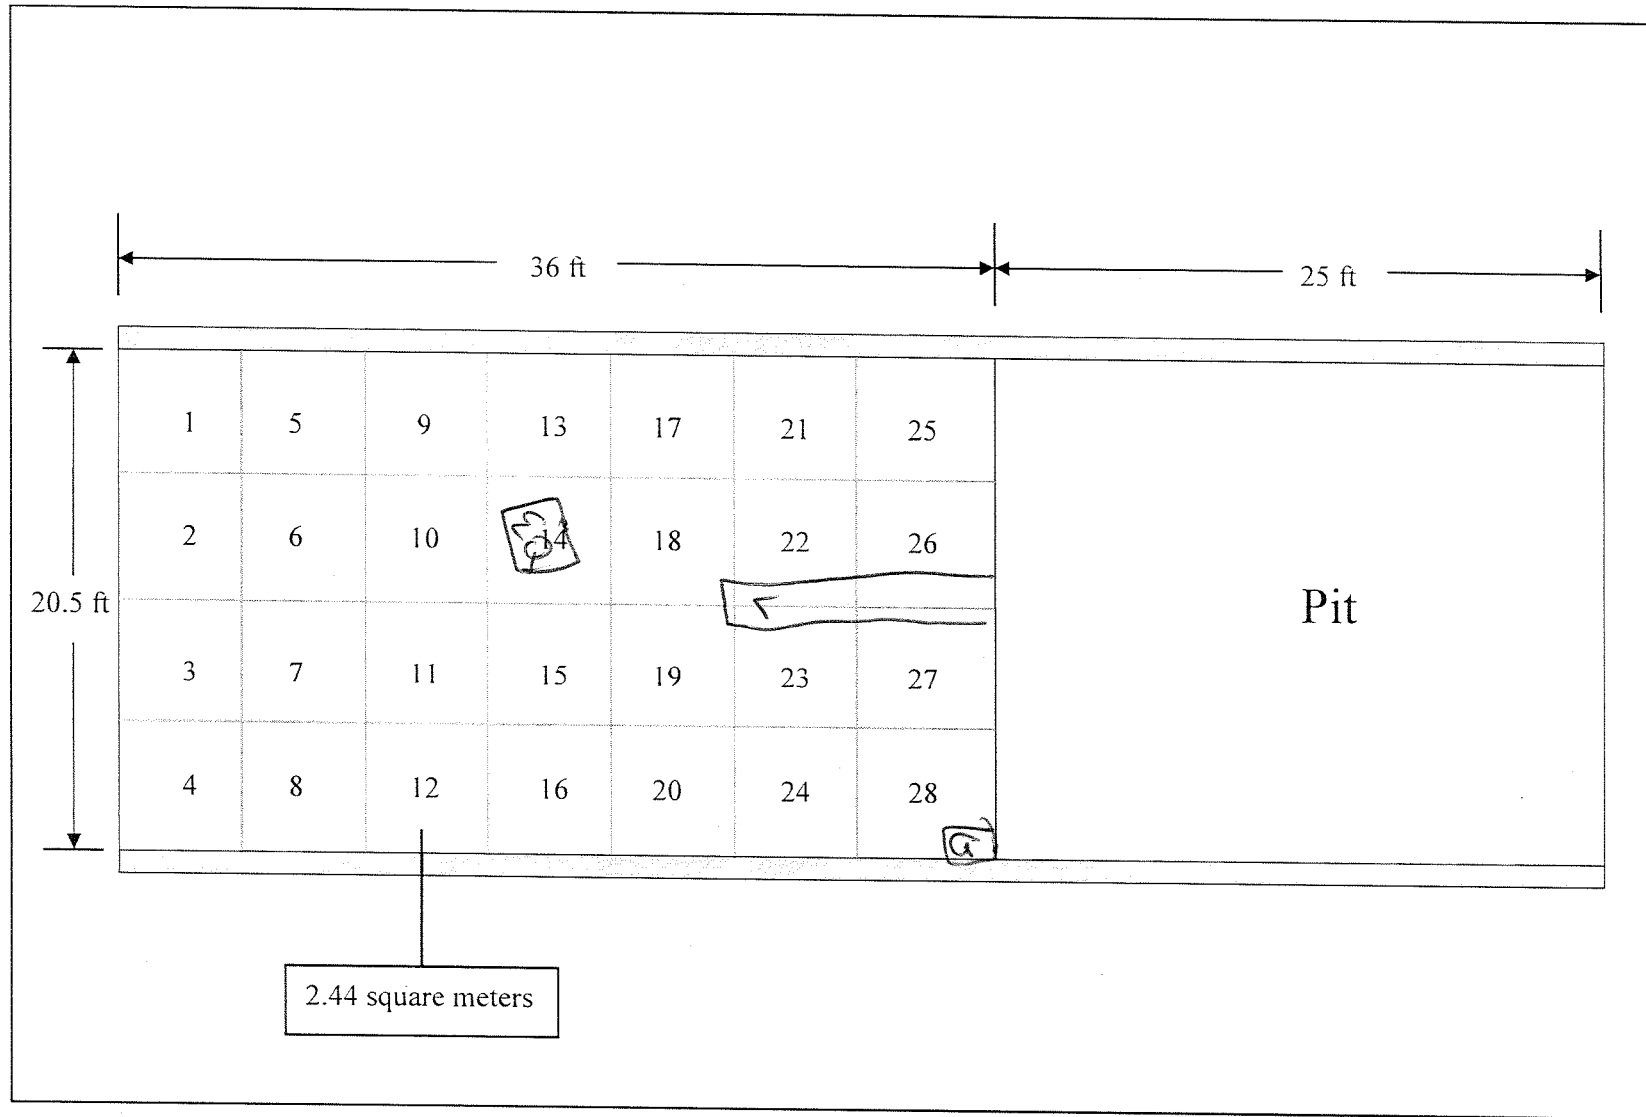 36 ft
25 ft
20.5 ft
1 5 9 13 17 21 25
2 6 10 14 18 22 26
3 7 11 15 19 23 27
4 8 12 16 20 24 28
Pit
G
2.44 square meters